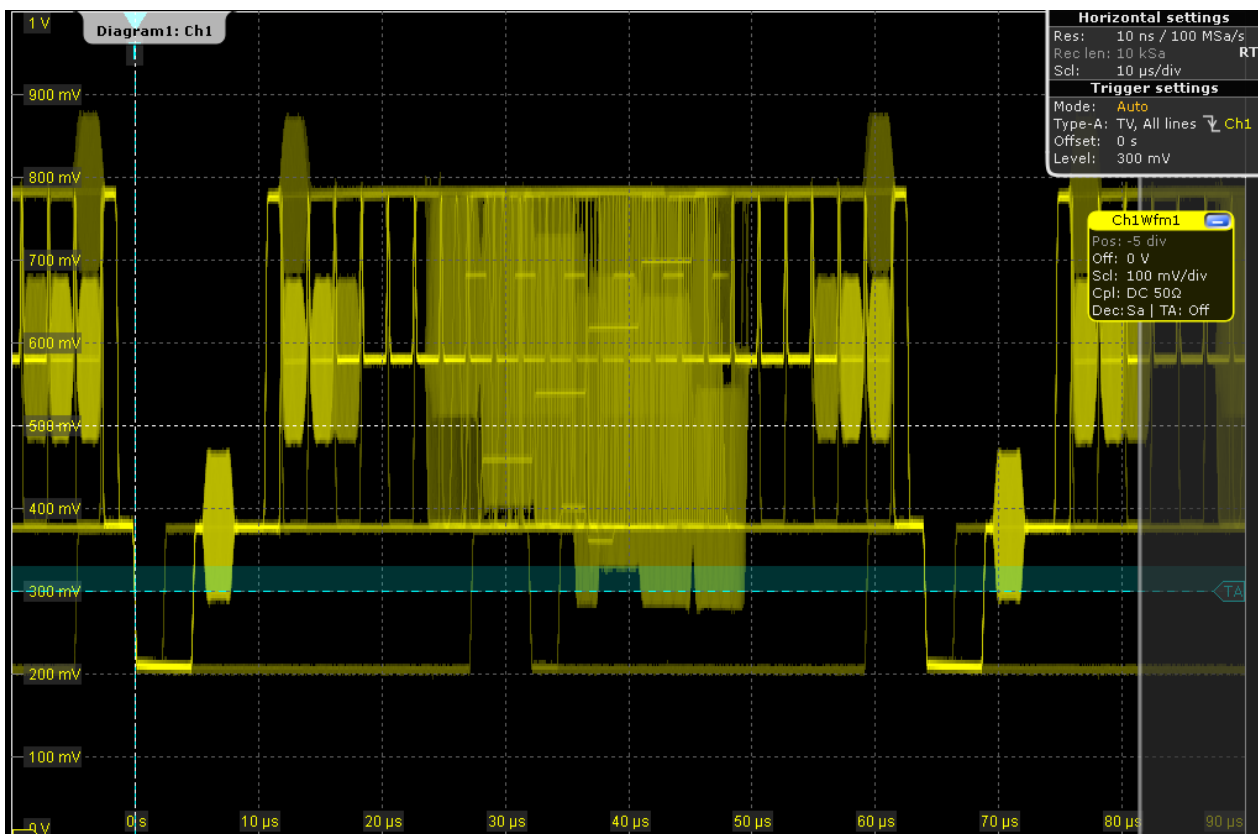 1 V
Diagram1: Ch1
Horizontal settings
Res: 10 ns / 100 MSa/s
Rec len: 10 kSa RT
Scl: 10 µs/div
Trigger settings
Mode: Auto
Type-A: TV, All lines Ch1
Offset: 0 s
Level: 300 mV
900 mV
800 mV
Ch1Wfm1
Pos: -5 div
Off: 0 V
Scl: 100 mV/div
Cpl: DC 50Ω
Dec: Sa | TA: Off
700 mV
600 mV
500 mV
400 mV
300 mV
TA
200 mV
100 mV
0 V
0 s
10 µs
20 µs
30 µs
40 µs
50 µs
60 µs
70 µs
80 µs
90 µs